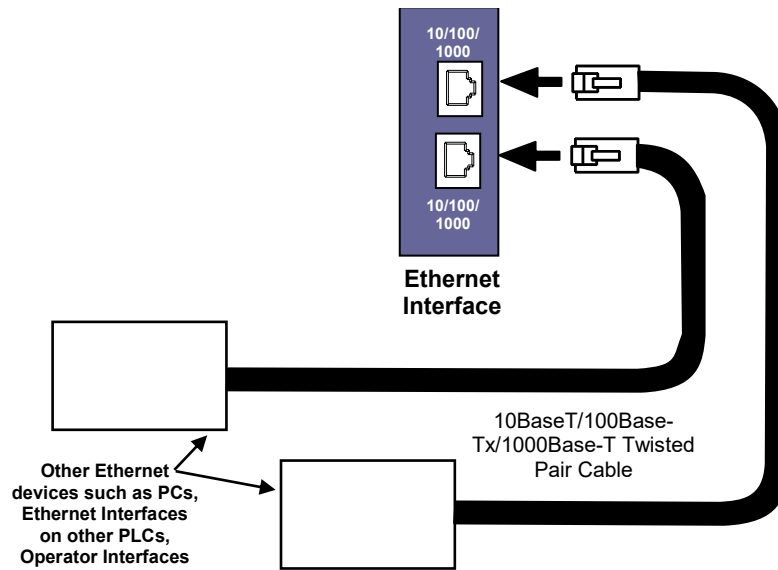 10/100/
1000
10/100/
1000
Ethernet
Interface
10BaseT/100Base-
Tx/1000Base-T Twisted
Pair Cable
Other Ethernet
devices such as PCs,
Ethernet Interfaces
on other PLCs,
Operator Interfaces